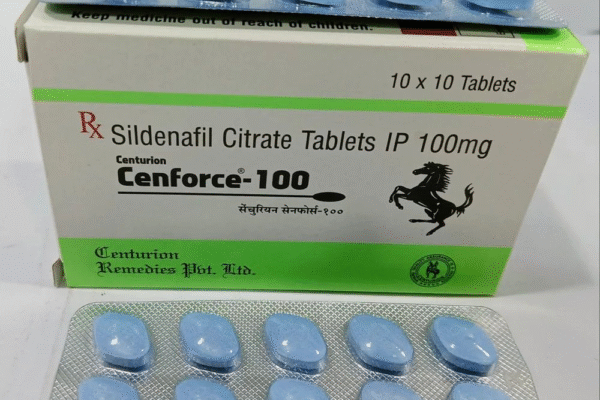 Keep medicine out of reach of children.
10 x 10 Tablets
Rx Sildenafil Citrate Tablets IP 100mg
Centurion
Cenforce®-100
सेंचुरियन सेनफोर्स-१००
Centurion
Remedies Pvt. Ltd.